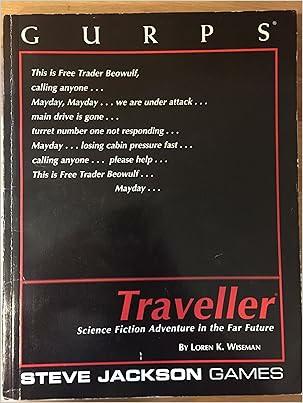 GURPS®
This is Free Trader Beowulf,
calling anyone . . .
Mayday, Mayday . . . we are under attack . . .
main drive is gone . . .
turret number one not responding . . .
Mayday . . . losing cabin pressure fast . . .
calling anyone . . . please help . . .
This is Free Trader Beowulf . . .
Mayday . . .
Traveller®
Science Fiction Adventure in the Far Future
By Loren K. Wiseman
STEVE JACKSON GAMES